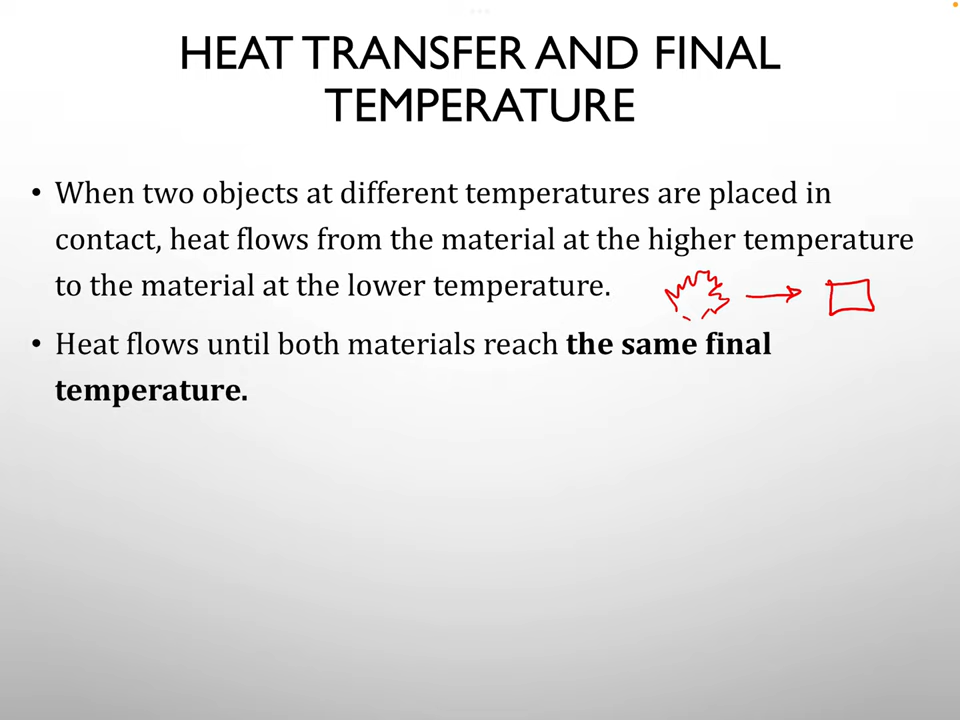 HEAT TRANSFER AND FINAL
TEMPERATURE
• When two objects at different temperatures are placed in
contact, heat flows from the material at the higher temperature
to the material at the lower temperature.
• Heat flows until both materials reach the same final
temperature.